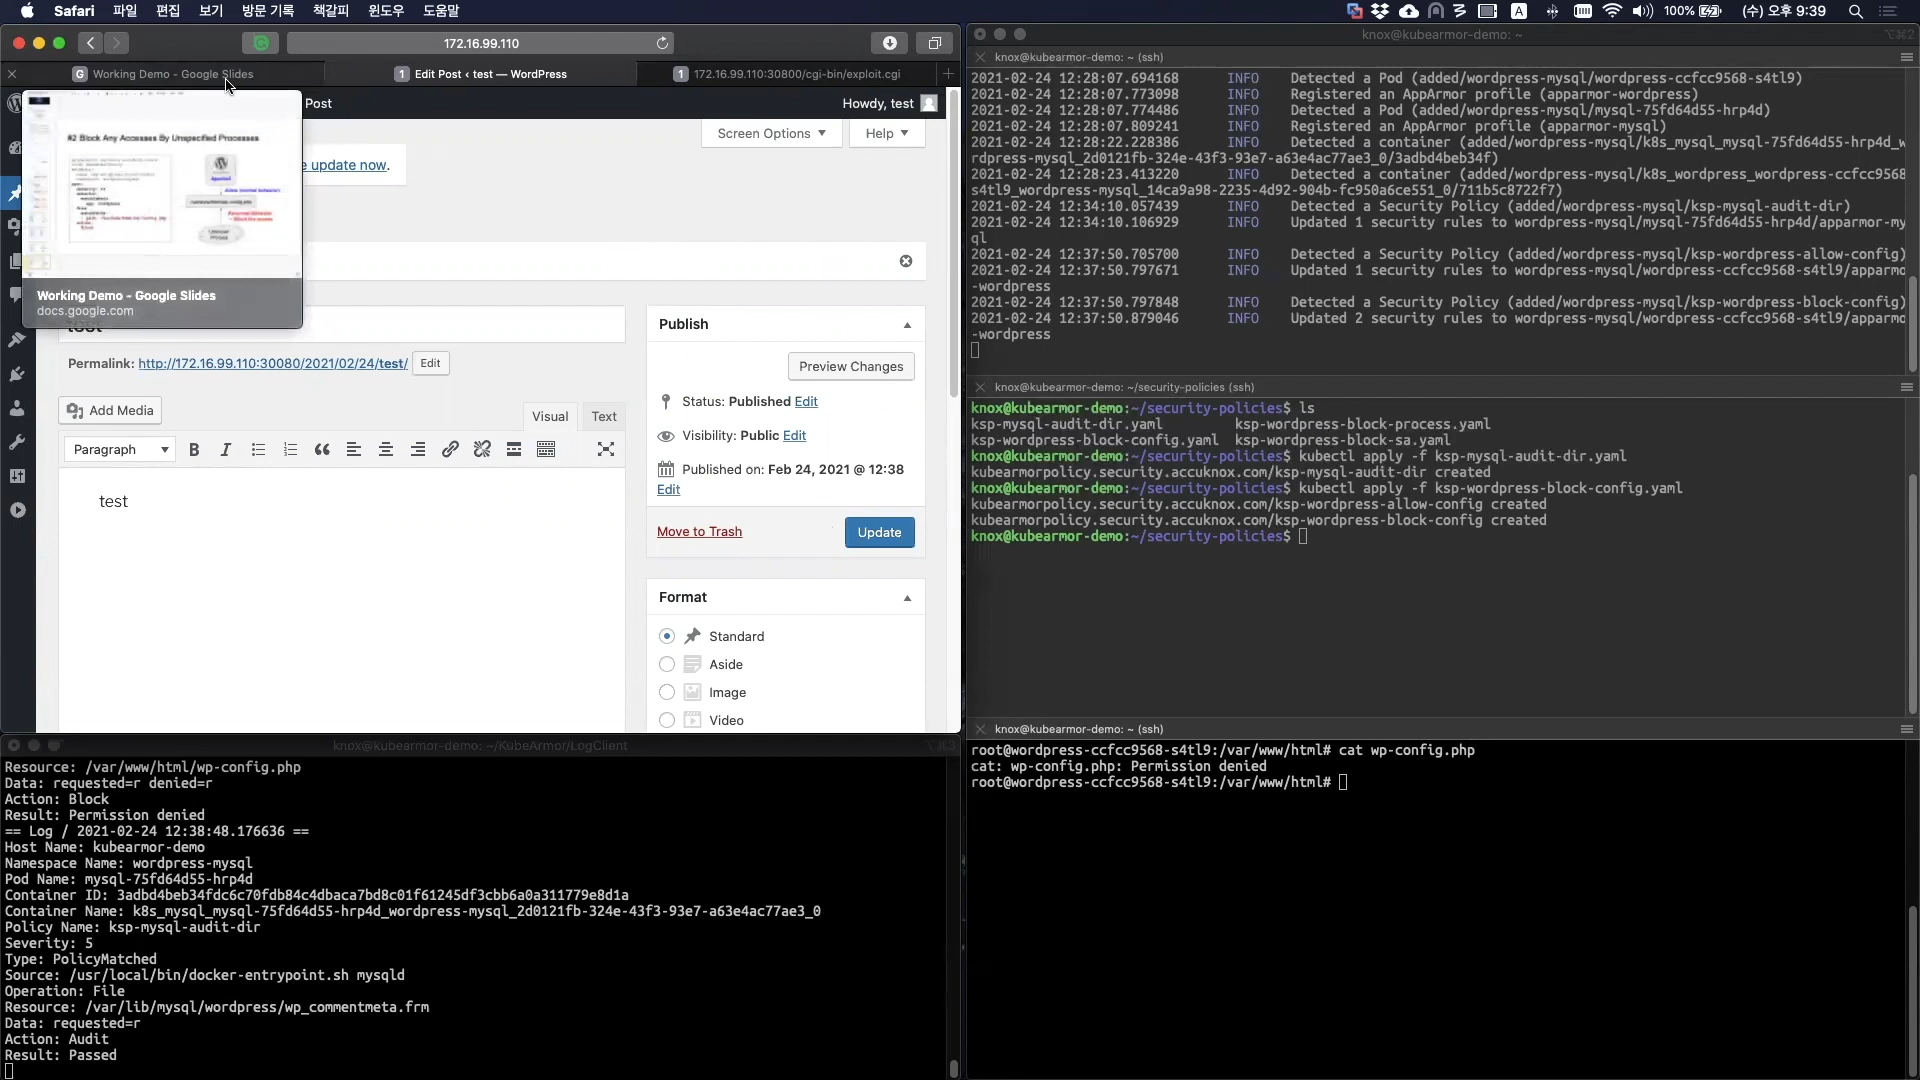 Safari 파일 편집 보기 방문 기록 책갈피 윈도우 도움말
A 100% (수) 오후 9:39
172.16.99.110
Working Demo - Google Slides
1 Edit Post ‹ test — WordPress
1 172.16.99.110:30800/cgi-bin/exploit.cgi
Post
Howdy, test
Screen Options
Help
#2 Block Any Accesses By Unspecified Processes
e update now.
Working Demo - Google Slides
docs.google.com
test
Permalink: http://172.16.99.110:30080/2021/02/24/test/ Edit
Add Media
Visual Text
Paragraph
B I
test
Publish
Preview Changes
Status: Published Edit
Visibility: Public Edit
Published on: Feb 24, 2021 @ 12:38
Edit
Move to Trash
Update
Format
Standard
Aside
Image
Video
knox@kubearmor-demo: ~/KubeArmor/LogClient
Resource: /var/www/html/wp-config.php
Data: requested=r denied=r
Action: Block
Result: Permission denied
== Log / 2021-02-24 12:38:48.176636 ==
Host Name: kubearmor-demo
Namespace Name: wordpress-mysql
Pod Name: mysql-75fd64d55-hrp4d
Container ID: 3adbd4beb34fdc6c70fdb84c4dbaca7bd8c01f61245df3cbb6a0a311779e8d1a
Container Name: k8s_mysql_mysql-75fd64d55-hrp4d_wordpress-mysql_2d0121fb-324e-43f3-93e7-a63e4ac77ae3_0
Policy Name: ksp-mysql-audit-dir
Severity: 5
Type: PolicyMatched
Source: /usr/local/bin/docker-entrypoint.sh mysqld
Operation: File
Resource: /var/lib/mysql/wordpress/wp_commentmeta.frm
Data: requested=r
Action: Audit
Result: Passed
knox@kubearmor-demo: ~
knox@kubearmor-demo: ~ (ssh)
2021-02-24 12:28:07.694168 INFO Detected a Pod (added/wordpress-mysql/wordpress-ccfcc9568-s4tl9)
2021-02-24 12:28:07.773098 INFO Registered an AppArmor profile (apparmor-wordpress)
2021-02-24 12:28:07.774486 INFO Detected a Pod (added/wordpress-mysql/mysql-75fd64d55-hrp4d)
2021-02-24 12:28:07.809241 INFO Registered an AppArmor profile (apparmor-mysql)
2021-02-24 12:28:22.228386 INFO Detected a container (added/wordpress-mysql/k8s_mysql_mysql-75fd64d55-hrp4d_w
rdpress-mysql_2d0121fb-324e-43f3-93e7-a63e4ac77ae3_0/3adbd4beb34f)
2021-02-24 12:28:23.413220 INFO Detected a container (added/wordpress-mysql/k8s_wordpress_wordpress-ccfcc9568
s4tl9_wordpress-mysql_14ca9a98-2235-4d92-904b-fc950a6ce551_0/711b5c8722f7)
2021-02-24 12:34:10.057439 INFO Detected a Security Policy (added/wordpress-mysql/ksp-mysql-audit-dir)
2021-02-24 12:34:10.106929 INFO Updated 1 security rules to wordpress-mysql/mysql-75fd64d55-hrp4d/apparmor-my
ql
2021-02-24 12:37:50.705700 INFO Detected a Security Policy (added/wordpress-mysql/ksp-wordpress-allow-config)
2021-02-24 12:37:50.797671 INFO Updated 1 security rules to wordpress-mysql/wordpress-ccfcc9568-s4tl9/apparmo
-wordpress
2021-02-24 12:37:50.797848 INFO Detected a Security Policy (added/wordpress-mysql/ksp-wordpress-block-config)
2021-02-24 12:37:50.879046 INFO Updated 2 security rules to wordpress-mysql/wordpress-ccfcc9568-s4tl9/apparmo
-wordpress
knox@kubearmor-demo: ~/security-policies (ssh)
knox@kubearmor-demo:~/security-policies$ ls
ksp-mysql-audit-dir.yaml ksp-wordpress-block-process.yaml
ksp-wordpress-block-config.yaml ksp-wordpress-block-sa.yaml
knox@kubearmor-demo:~/security-policies$ kubectl apply -f ksp-mysql-audit-dir.yaml
kubearmorpolicy.security.accuknox.com/ksp-mysql-audit-dir created
knox@kubearmor-demo:~/security-policies$ kubectl apply -f ksp-wordpress-block-config.yaml
kubearmorpolicy.security.accuknox.com/ksp-wordpress-allow-config created
kubearmorpolicy.security.accuknox.com/ksp-wordpress-block-config created
knox@kubearmor-demo:~/security-policies$
knox@kubearmor-demo: ~ (ssh)
root@wordpress-ccfcc9568-s4tl9:/var/www/html# cat wp-config.php
cat: wp-config.php: Permission denied
root@wordpress-ccfcc9568-s4tl9:/var/www/html#